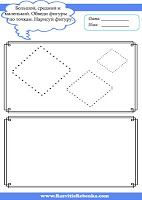 Большой, средний и
маленький. Обведи фигуры
по точкам. Нарисуй фигуру.
Дата:
Имя:
www.RazvitieRebenka.com